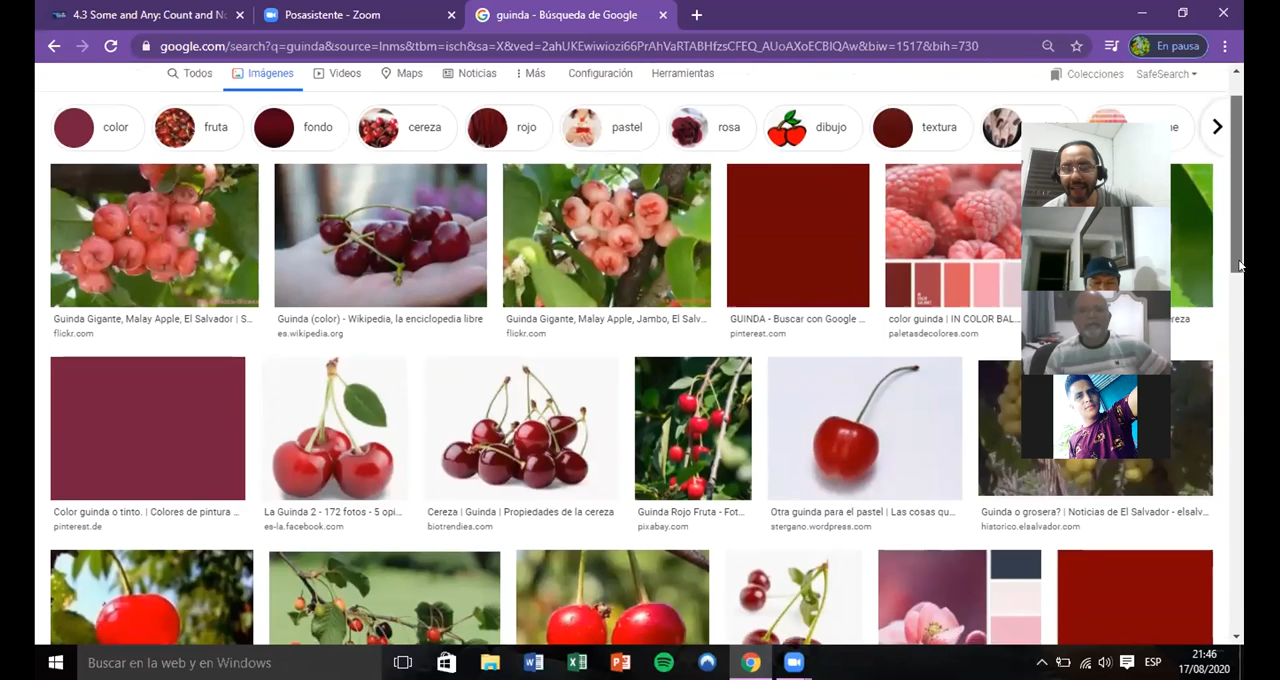 4.3 Some and Any: Count and No
Posasistente - Zoom
guinda - Búsqueda de Google
google.com/search?q=guinda&source=lnms&tbm=isch&sa=X&ved=2ahUKEwiwiozi66PrAhVaRTABHfzsCFEQ_AUoAXoECBIQAw&biw=1517&bih=730
En pausa
Todos
Imágenes
Videos
Maps
Noticias
Más
Configuración
Herramientas
Colecciones
SafeSearch
color
fruta
fondo
cereza
rojo
pastel
rosa
dibujo
textura
ne
Guinda Gigante, Malay Apple, El Salvador | S...
flickr.com
Guinda (color) - Wikipedia, la enciclopedia libre
es.wikipedia.org
Guinda Gigante, Malay Apple, Jambo, El Salv...
flickr.com
GUINDA - Buscar con Google ...
pinterest.com
color guinda | IN COLOR BAL...
paletasdecolores.com
reza
Color guinda o tinto. | Colores de pintura ...
pinterest.de
La Guinda 2 - 172 fotos - 5 opi...
es-la.facebook.com
Cereza | Guinda | Propiedades de la cereza
biotrendies.com
Guinda Rojo Fruta - Fot...
pixabay.com
Otra guinda para el pastel | Las cosas qu...
stergano.wordpress.com
Guinda o grosera? | Noticias de El Salvador - elsalv...
historico.elsalvador.com
Buscar en la web y en Windows
ESP
21:46
17/08/2020